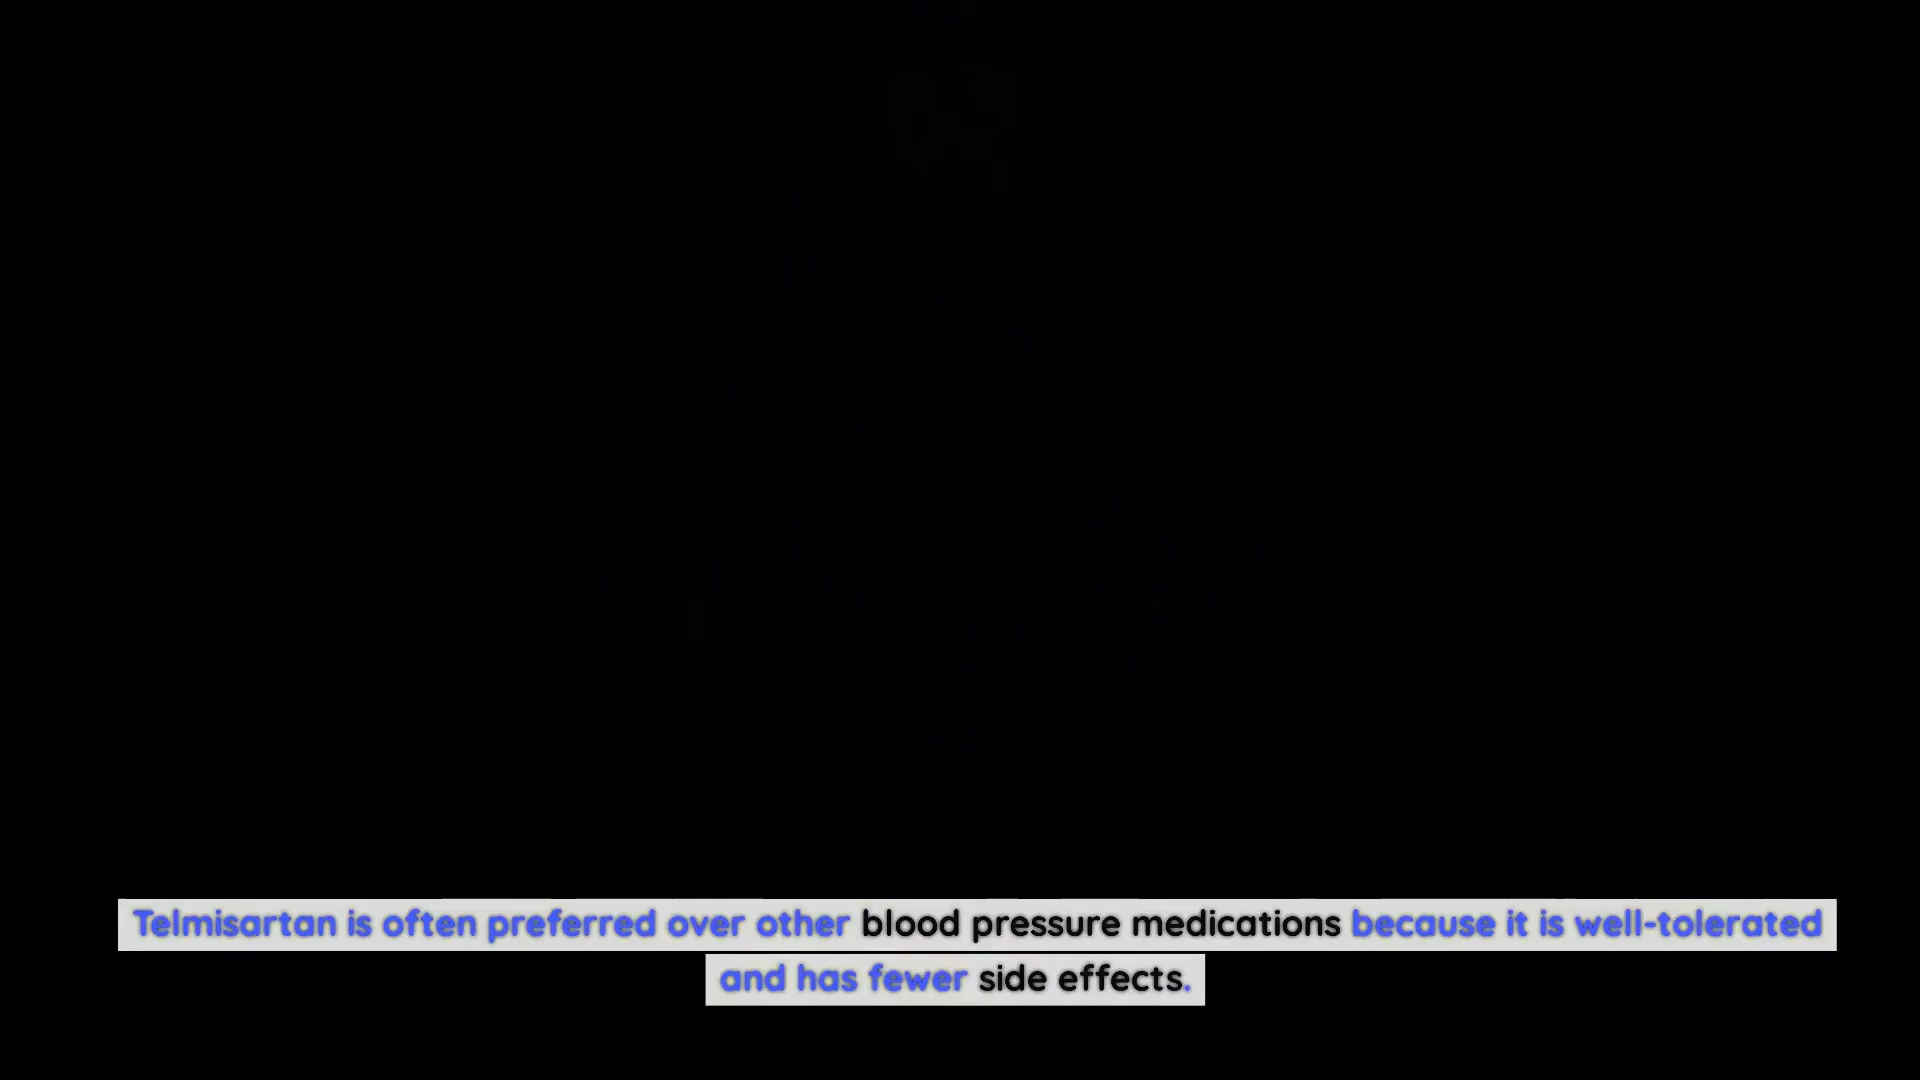 Telmisartan is often preferred over other blood pressure medications because it is well-tolerated
and has fewer side effects.